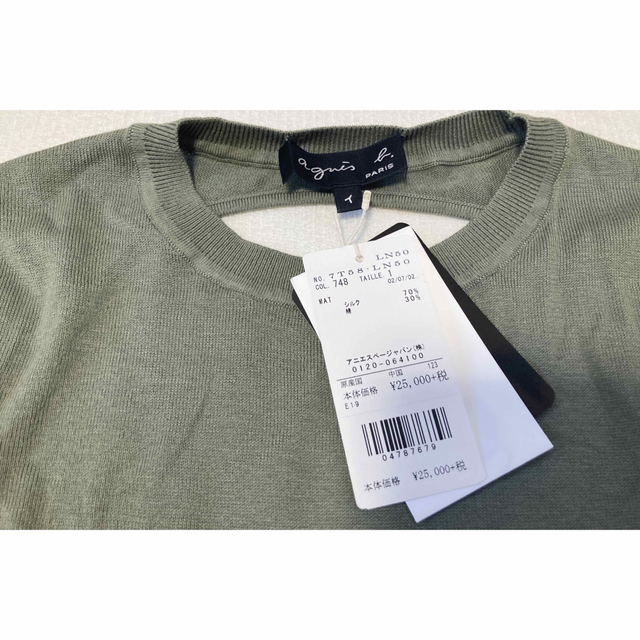 agnès b.
PARIS
1
LN50
NO. 7T58-LN50
COL. 748 TAILLE. 1
02/07/02
MAT シルク 70%
綿 30%
アニエスベージャパン(株)
0120-064100
原産国 中国 123
本体価格 ¥25,000+税
E19
04787679
本体価格 ¥25,000+税